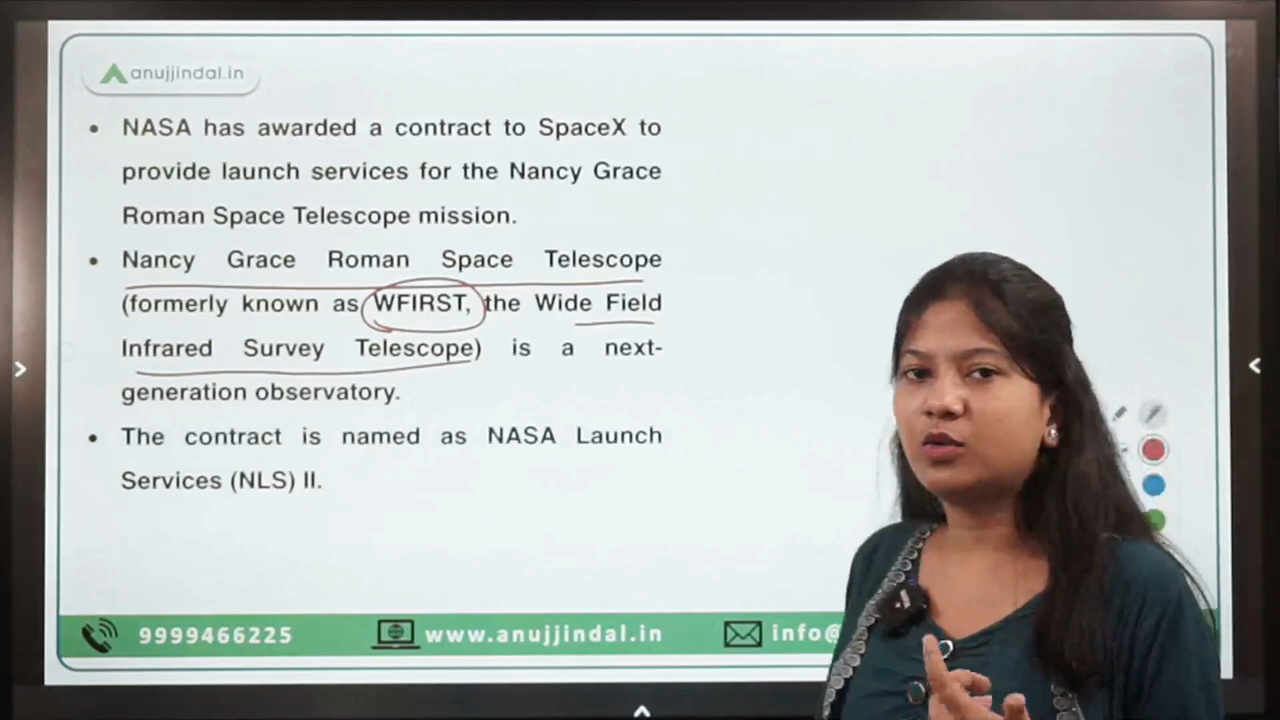 anujjindal.in
• NASA has awarded a contract to SpaceX to
provide launch services for the Nancy Grace
Roman Space Telescope mission.
• Nancy Grace Roman Space Telescope
(formerly known as WFIRST, the Wide Field
Infrared Survey Telescope) is a next-
generation observatory.
• The contract is named as NASA Launch
Services (NLS) II.
9999466225
www.anujjindal.in
info@